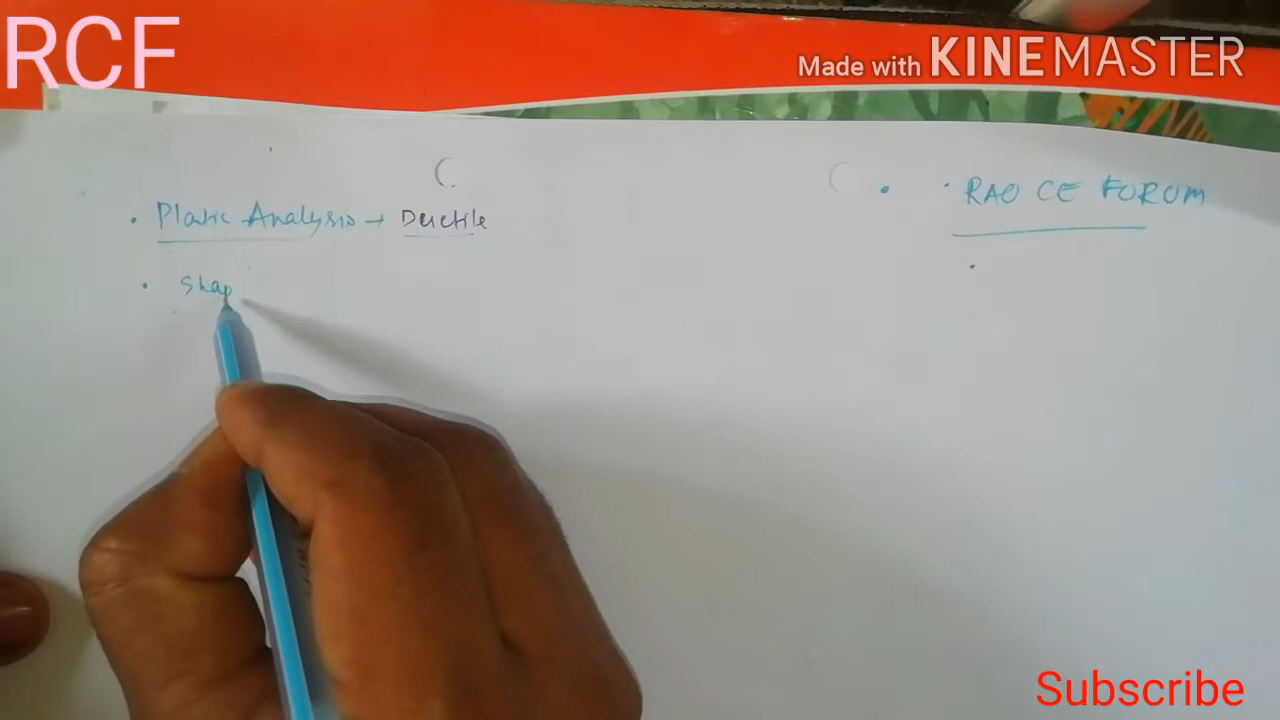 RCF
Made with KINEMASTER
RAO CE FORUM
Plastic Analysis → Ductile
Shap
Subscribe